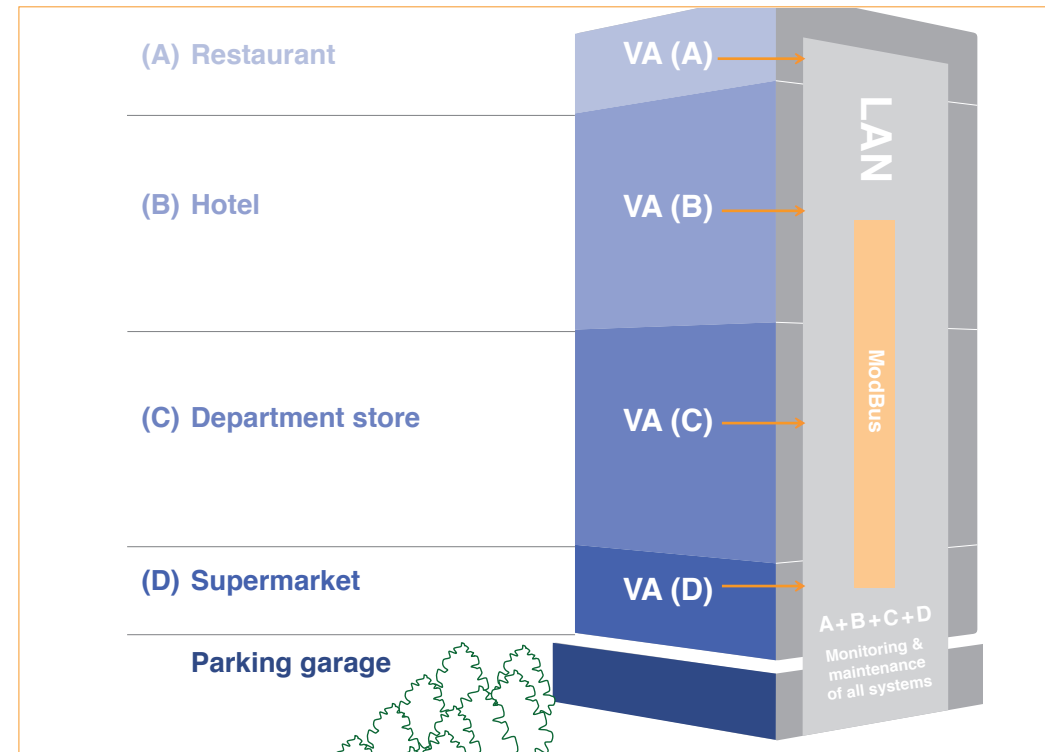 (A) Restaurant
VA (A)
LAN
(B) Hotel
VA (B)
ModBus
(C) Department store
VA (C)
(D) Supermarket
VA (D)
A+B+C+D
Monitoring &
maintenance
of all systems
Parking garage